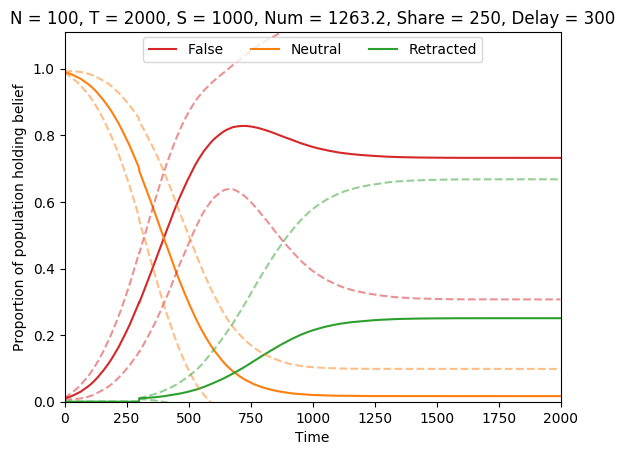 N = 100, T = 2000, S = 1000, Num = 1263.2, Share = 250, Delay = 300
False Neutral Retracted
1.0
0.8
0.6
0.4
0.2
0.0
Proportion of population holding belief
0 250 500 750 1000 1250 1500 1750 2000
Time